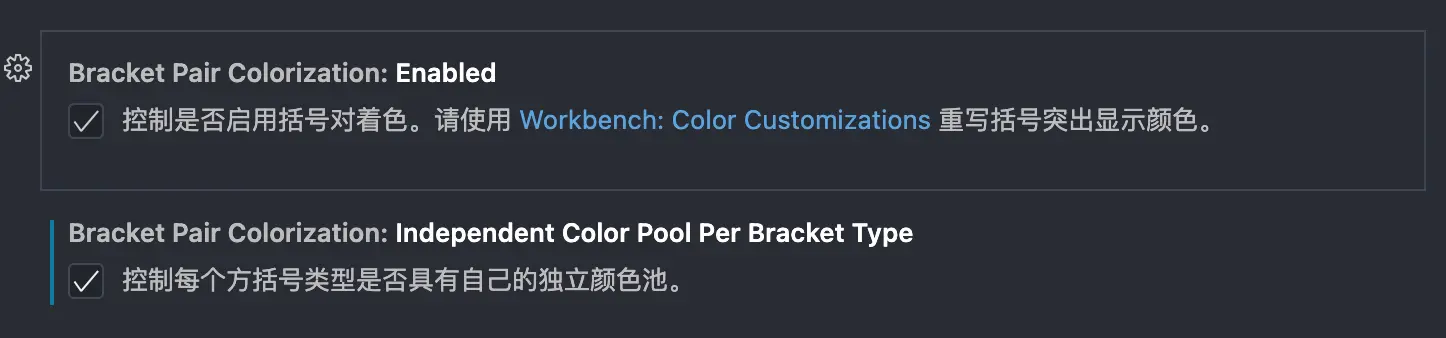 Bracket Pair Colorization: Enabled
控制是否启用括号对着色。请使用 Workbench: Color Customizations 重写括号突出显示颜色。
Bracket Pair Colorization: Independent Color Pool Per Bracket Type
控制每个方括号类型是否具有自己的独立颜色池。